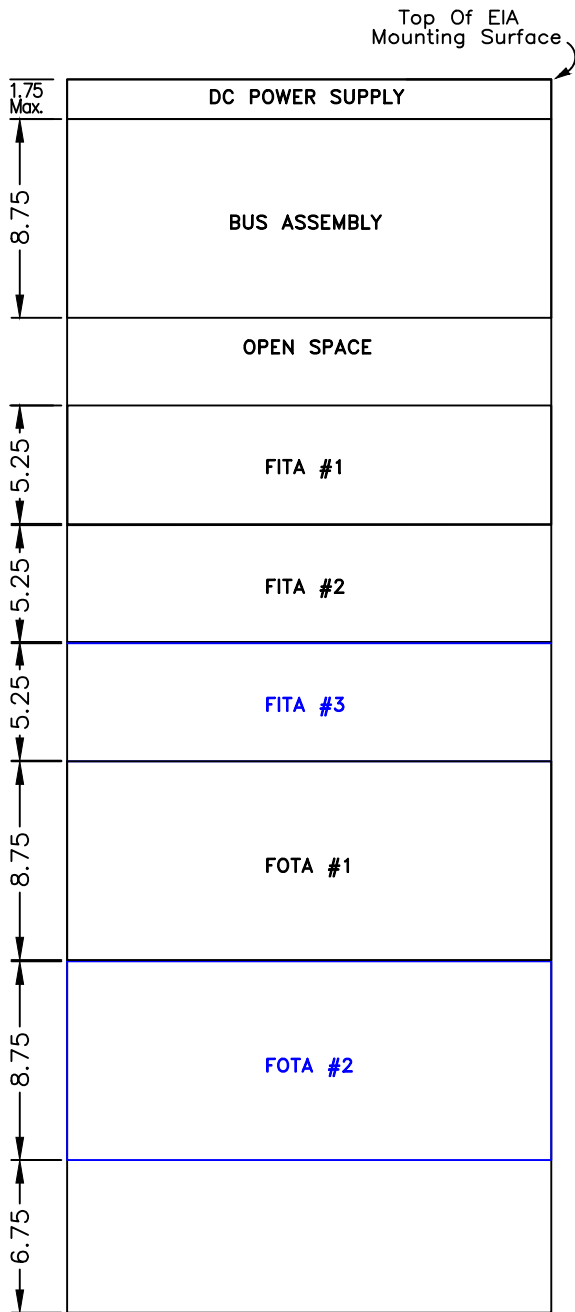 Top Of EIA
Mounting Surface
1.75
Max.
DC POWER SUPPLY
8.75
BUS ASSEMBLY
OPEN SPACE
5.25
FITA #1
5.25
FITA #2
5.25
FITA #3
8.75
FOTA #1
8.75
FOTA #2
6.75